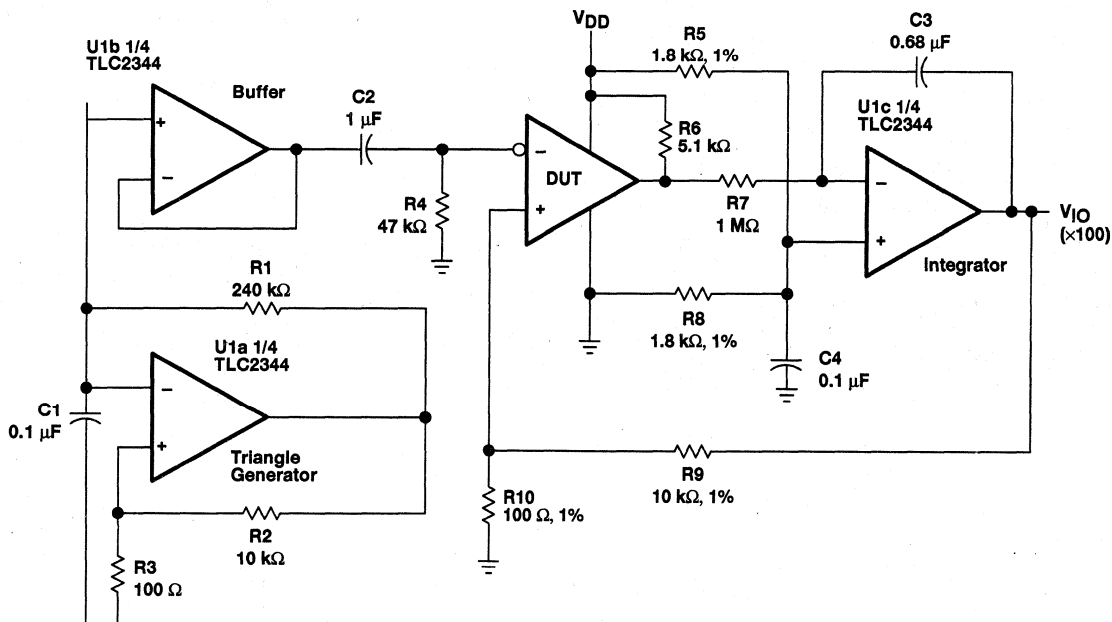 U1b 1/4
TLC2344
Buffer
+
−
C2
1 μF
R4
47 kΩ
VDD
R5
1.8 kΩ, 1%
R6
5.1 kΩ
−
DUT
+
R7
1 MΩ
C3
0.68 μF
U1c 1/4
TLC2344
−
+
Integrator
VIO
(×100)
R8
1.8 kΩ, 1%
C4
0.1 μF
R1
240 kΩ
U1a 1/4
TLC2344
−
+
C1
0.1 μF
Triangle
Generator
R2
10 kΩ
R3
100 Ω
R9
10 kΩ, 1%
R10
100 Ω, 1%